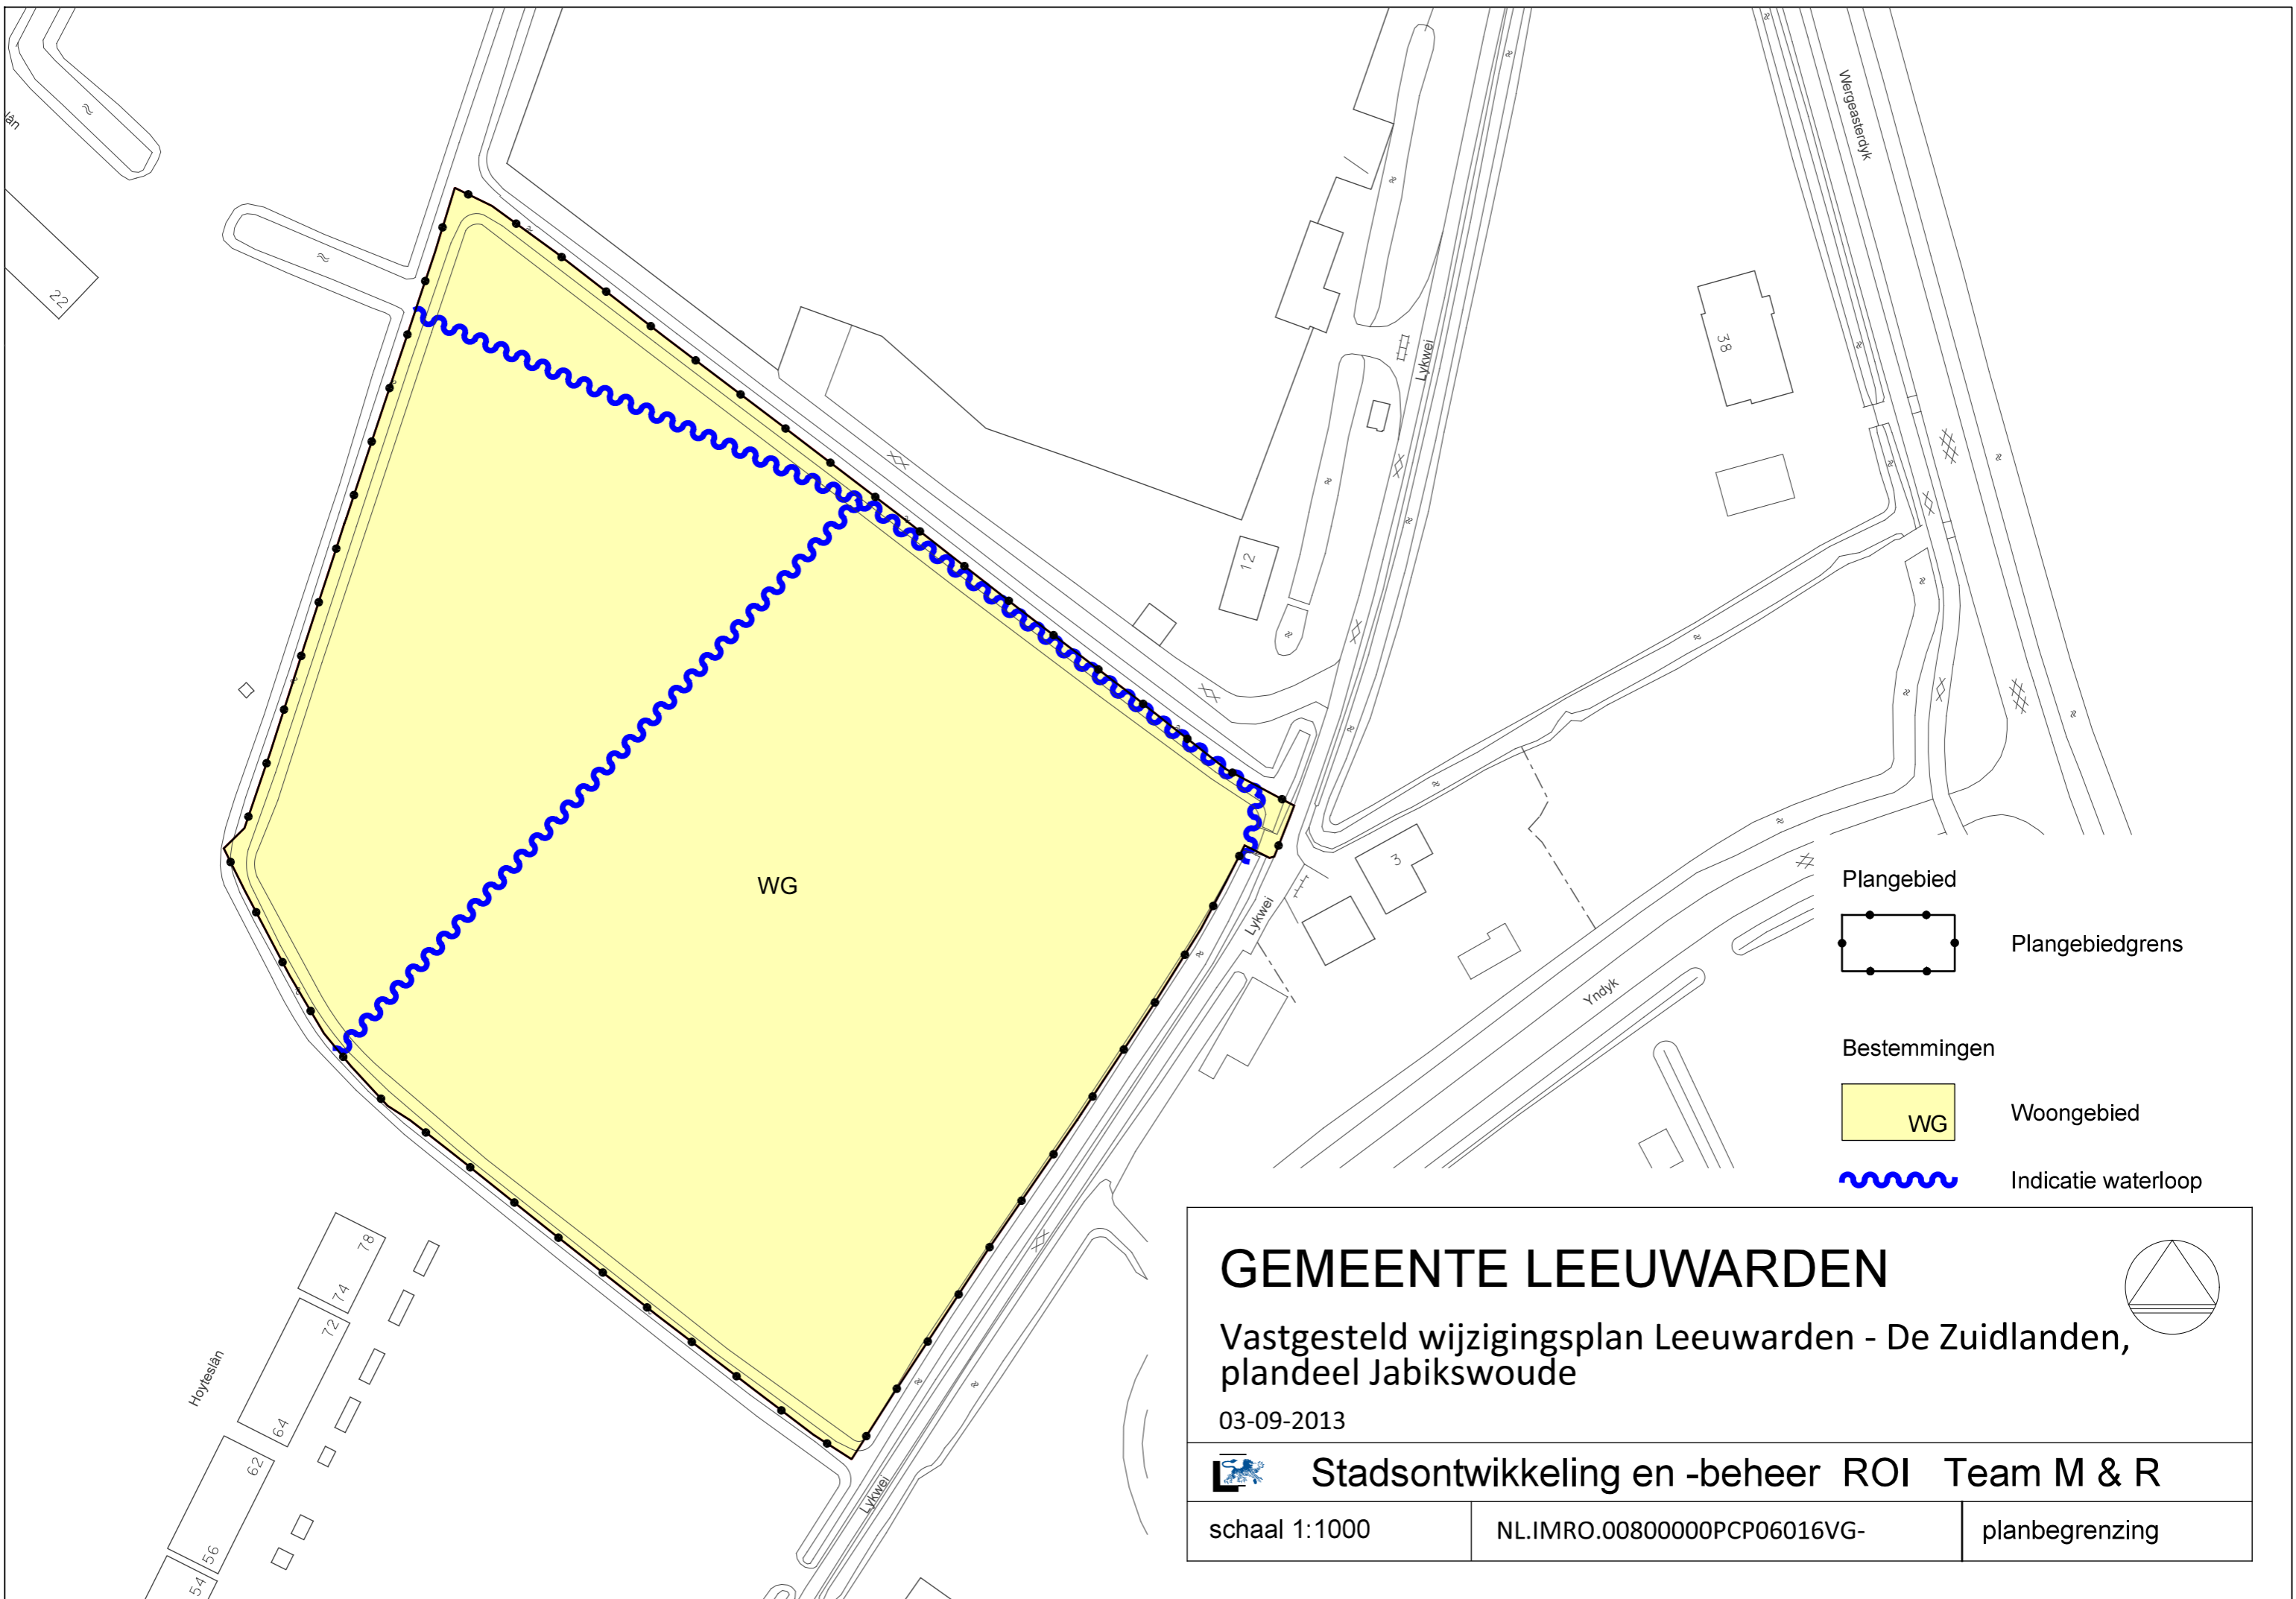 lân
22
Wergeasterdyk
Lykwei
38
12
WG
3
Lykwei
Yndyk
Plangebied
Plangebiedgrens
Bestemmingen
WG
Woongebied
Indicatie waterloop
78
74
72
64
Hoyteslân
62
56
54
Lykwei
GEMEENTE LEEUWARDEN
Vastgesteld wijzigingsplan Leeuwarden - De Zuidlanden,
plandeel Jabikswoude
03-09-2013
L
Stadsontwikkeling en -beheer ROI Team M & R
schaal 1:1000
NL.IMRO.00800000PCP06016VG-
planbegrenzing